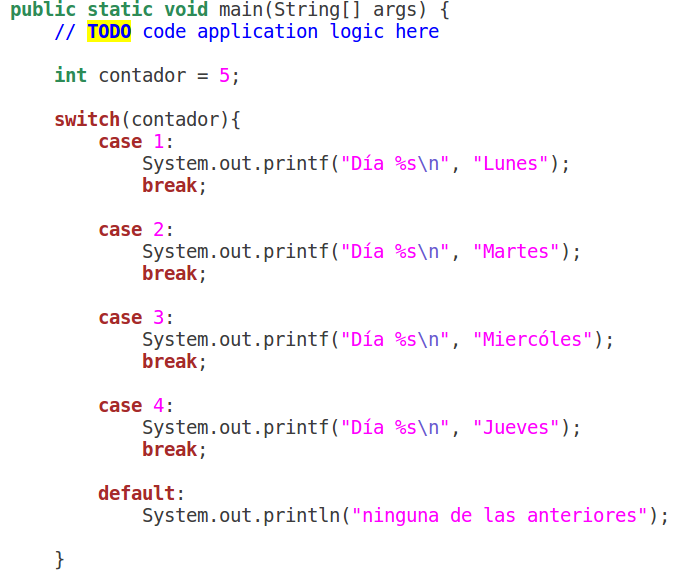 public static void main(String[] args) {
    // TODO code application logic here

    int contador = 5;

    switch(contador){
        case 1:
            System.out.printf("Día %s\n", "Lunes");
            break;

        case 2:
            System.out.printf("Día %s\n", "Martes");
            break;

        case 3:
            System.out.printf("Día %s\n", "Miercóles");
            break;

        case 4:
            System.out.printf("Día %s\n", "Jueves");
            break;

        default:
            System.out.println("ninguna de las anteriores");

    }